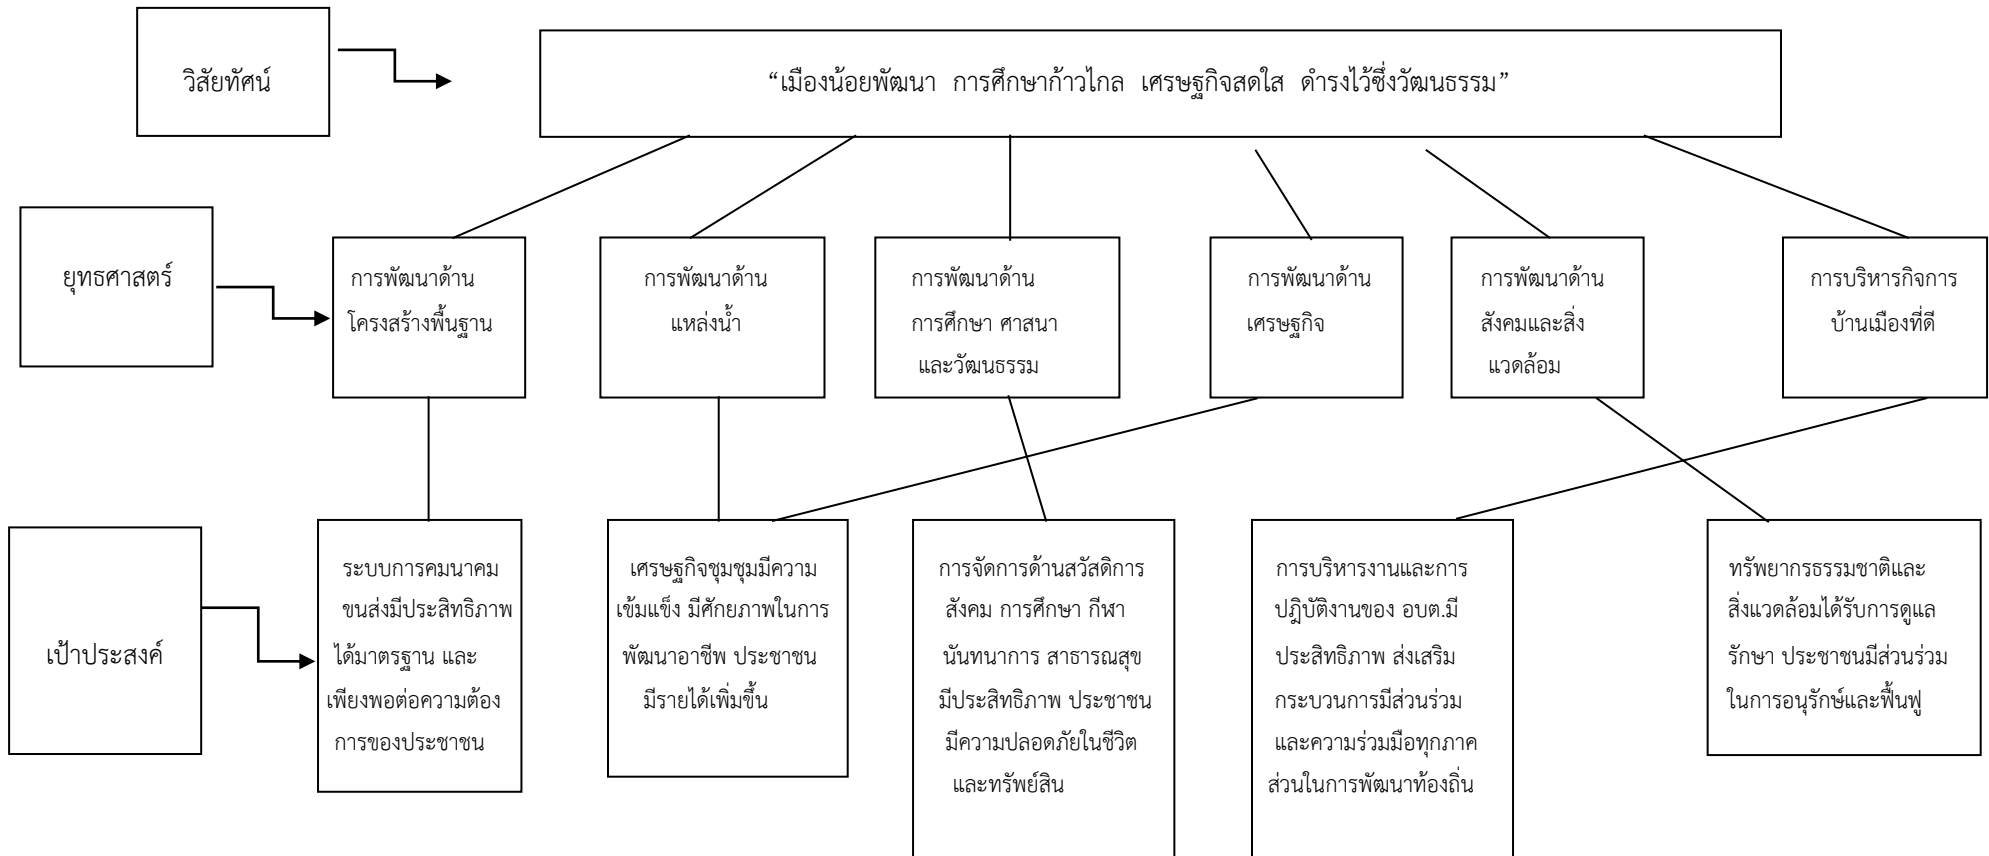 วิสัยทัศน์
“เมืองน้อยพัฒนา การศึกษาก้าวไกล เศรษฐกิจสดใส ดำรงไว้ซึ่งวัฒนธรรม”
ยุทธศาสตร์
การพัฒนาด้าน
โครงสร้างพื้นฐาน
การพัฒนาด้าน
แหล่งน้ำ
การพัฒนาด้าน
การศึกษา ศาสนา
และวัฒนธรรม
การพัฒนาด้าน
เศรษฐกิจ
การพัฒนาด้าน
สังคมและสิ่ง
แวดล้อม
การบริหารกิจการ
บ้านเมืองที่ดี
เป้าประสงค์
ระบบการคมนาคม
ขนส่งมีประสิทธิภาพ
ได้มาตรฐาน และ
เพียงพอต่อความต้อง
การของประชาชน
เศรษฐกิจชุมชุมมีความ
เข้มแข็ง มีศักยภาพในการ
พัฒนาอาชีพ ประชาชน
มีรายได้เพิ่มขึ้น
การจัดการด้านสวัสดิการ
สังคม การศึกษา กีฬา
นันทนาการ สาธารณสุข
มีประสิทธิภาพ ประชาชน
มีความปลอดภัยในชีวิต
และทรัพย์สิน
การบริหารงานและการ
ปฎิบัติงานของ อบต.มี
ประสิทธิภาพ ส่งเสริม
กระบวนการมีส่วนร่วม
และความร่วมมือทุกภาค
ส่วนในการพัฒนาท้องถิ่น
ทรัพยากรธรรมชาติและ
สิ่งแวดล้อมได้รับการดูแล
รักษา ประชาชนมีส่วนร่วม
ในการอนุรักษ์และฟื้นฟู